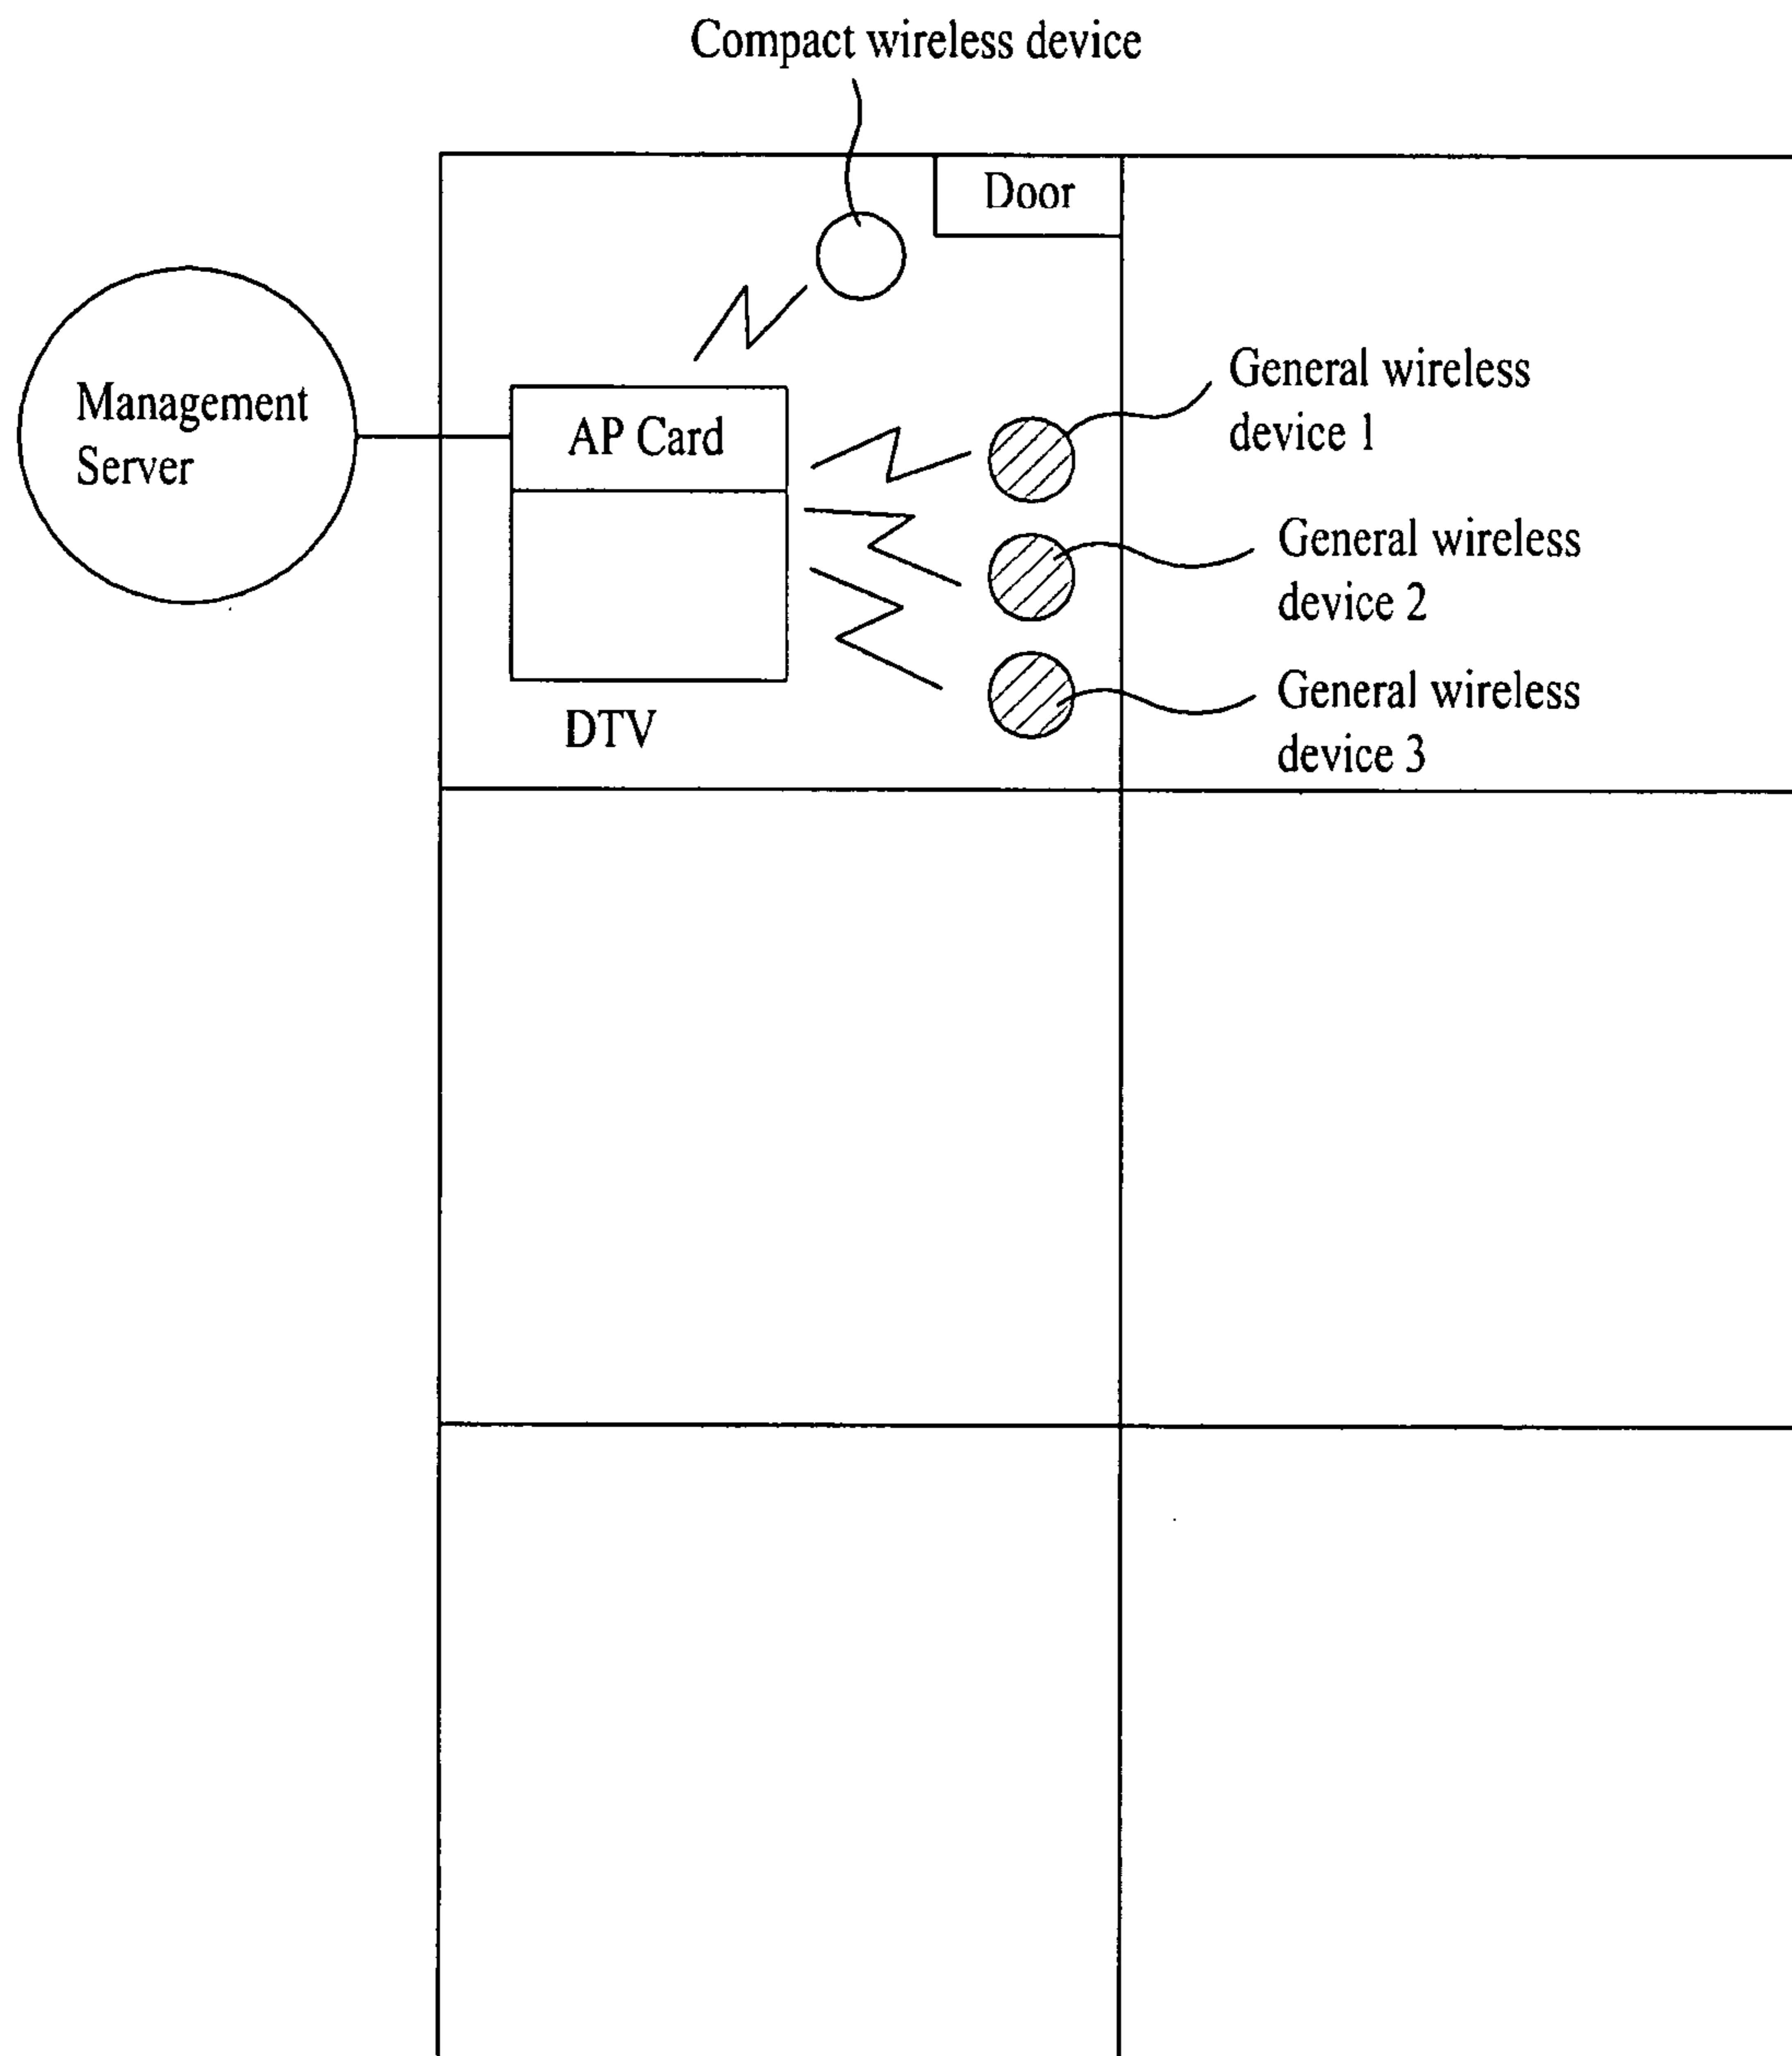 Compact wireless device
Door
Management
Server
AP Card
General wireless
device 1
General wireless
device 2
General wireless
device 3
DTV